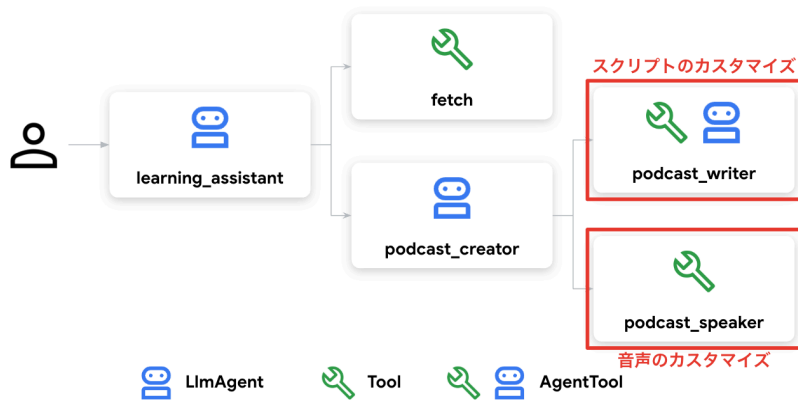 スクリプトのカスタマイズ
fetch
learning_assistant
podcast_writer
podcast_creator
podcast_speaker
音声のカスタマイズ
LlmAgent
Tool
AgentTool